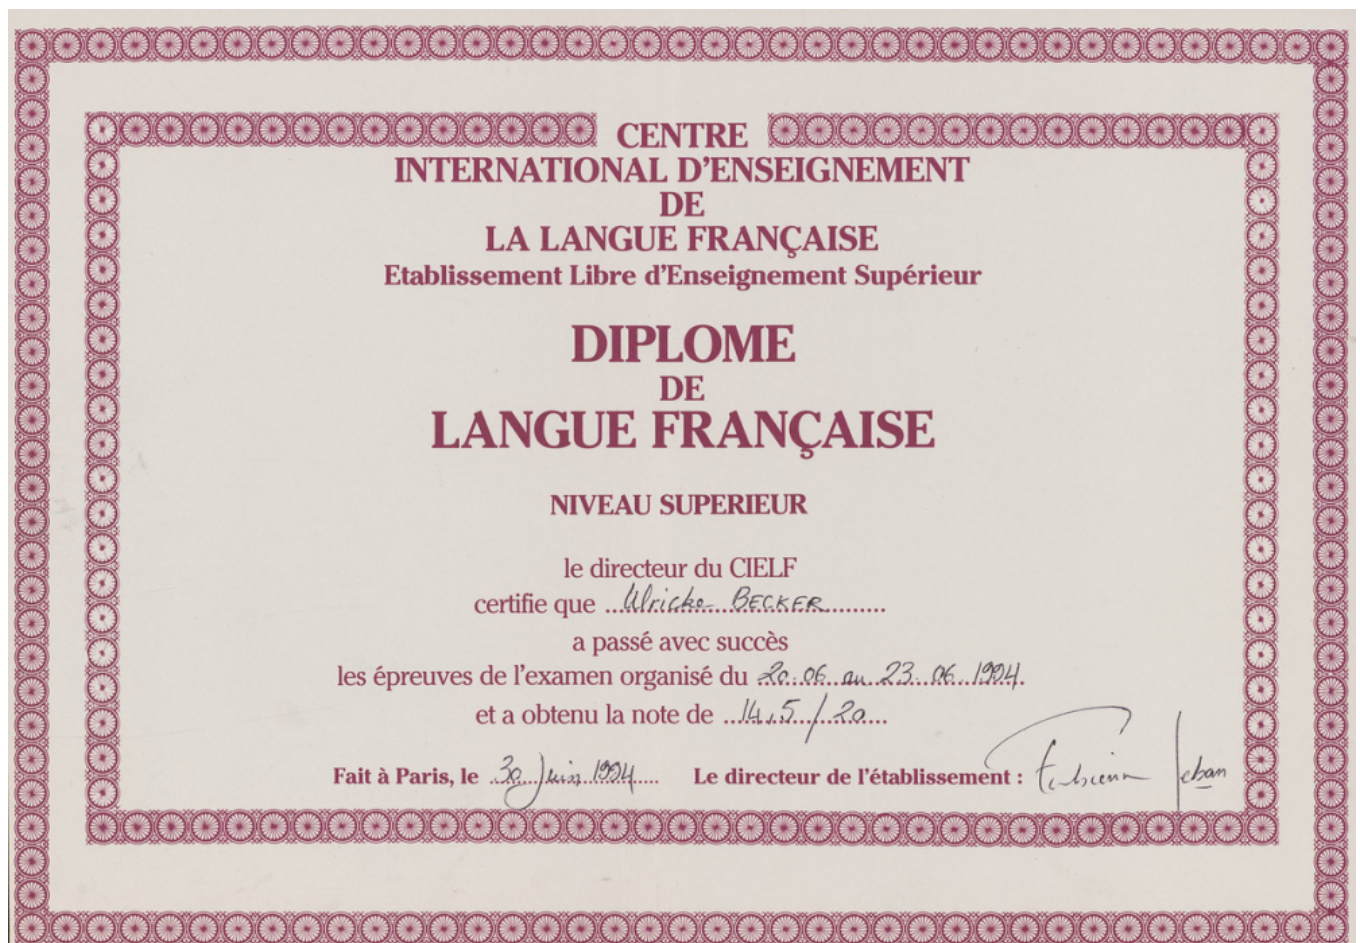 CENTRE
INTERNATIONAL D'ENSEIGNEMENT
DE
LA LANGUE FRANÇAISE
Etablissement Libre d'Enseignement Supérieur
DIPLOME
DE
LANGUE FRANÇAISE
NIVEAU SUPERIEUR
le directeur du CIELF
certifie que Ulricke BECKER
a passé avec succès
les épreuves de l'examen organisé du 20.06 au 23.06.1994
et a obtenu la note de 14,5/20
Fait à Paris, le 30 Juin 1994 Le directeur de l'établissement :